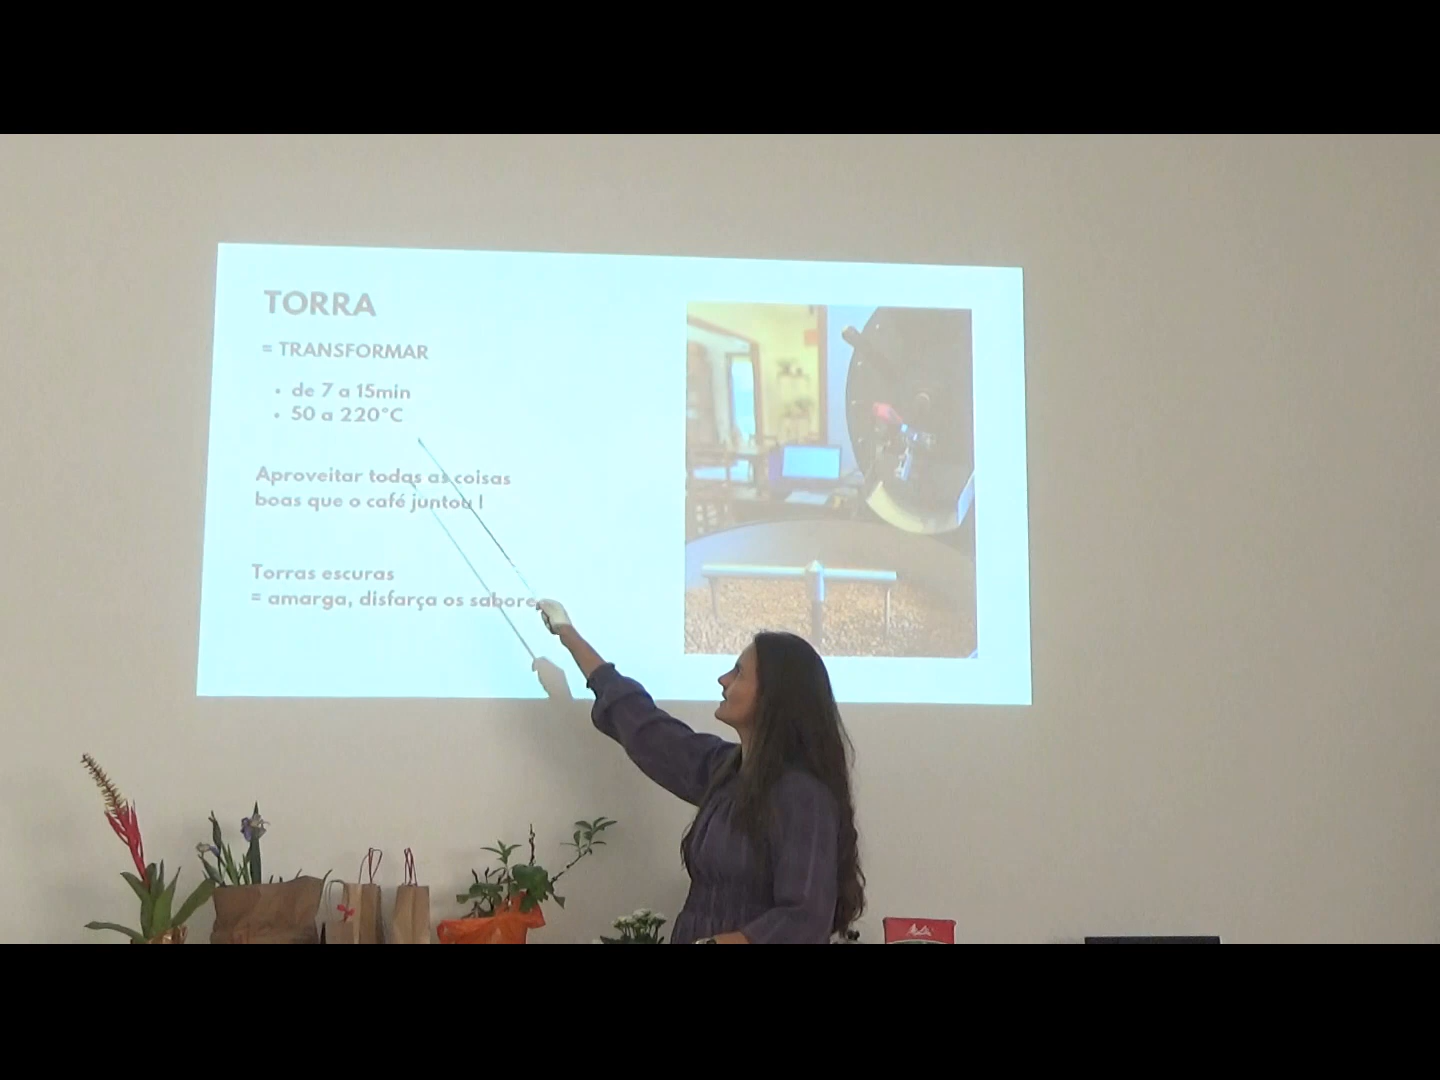 TORRA
= TRANSFORMAR
• de 7 a 15min
• 50 a 220°C
Aproveitar todas as coisas
boas que o café juntou !
Torras escuras
= amarga, disfarça os sabore